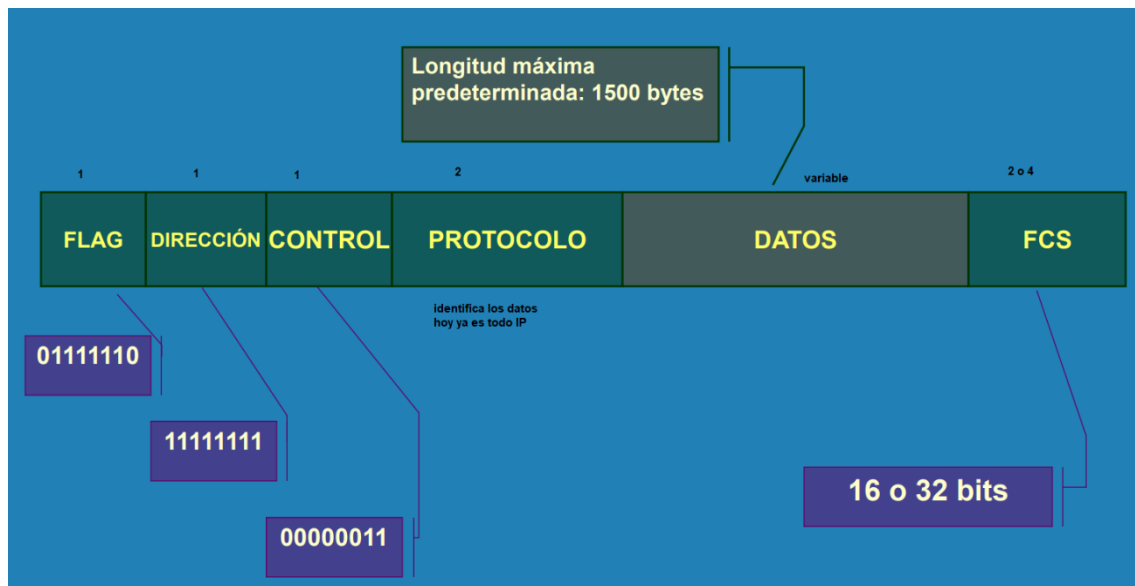 Longitud máxima
predeterminada: 1500 bytes
1
1
1
2
variable
2 o 4
FLAG
DIRECCIÓN
CONTROL
PROTOCOLO
DATOS
FCS
identifica los datos
hoy ya es todo IP
01111110
11111111
00000011
16 o 32 bits